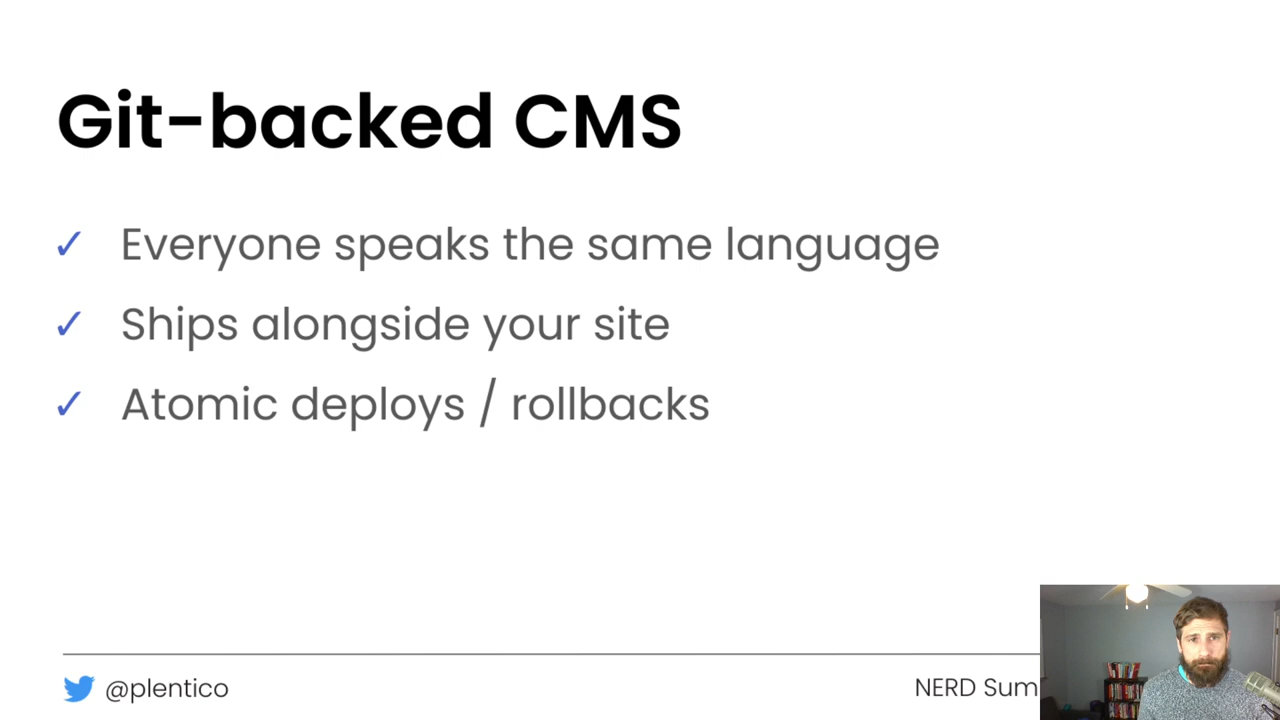 Git-backed CMS
✓ Everyone speaks the same language
✓ Ships alongside your site
✓ Atomic deploys / rollbacks
@plentico
NERD Sum